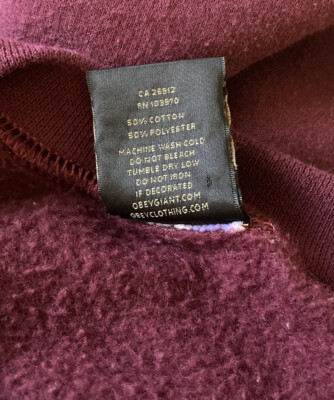 CA 26912
RN 103970
50% COTTON
50% POLYESTER
MACHINE WASH COLD
DO NOT BLEACH
TUMBLE DRY LOW
DO NOT IRON
IF DECORATED
OBEYGIANT.COM
OBEYCLOTHING.COM